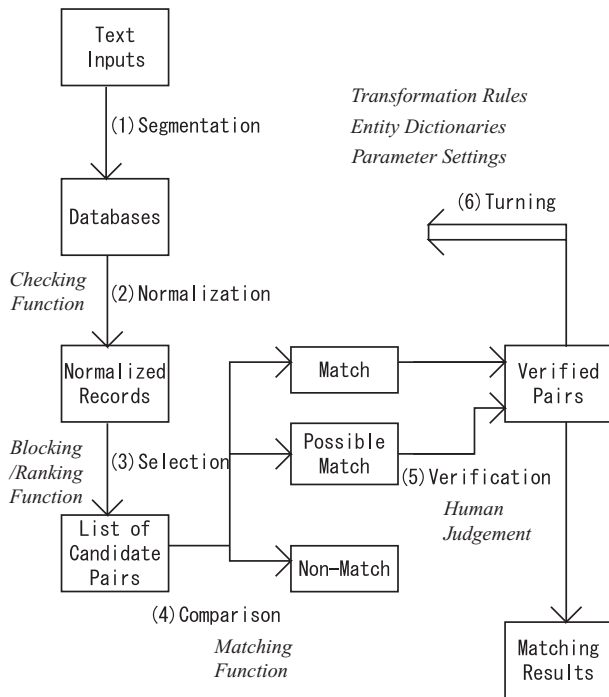 Text
Inputs
(1)Segmentation
Transformation Rules
Entity Dictionaries
Parameter Settings
(6)Turning
Databases
Checking
Function
(2)Normalization
Normalized
Records
Match
Verified
Pairs
Possible
Match
Blocking
/Ranking
Function
(3)Selection
(5)Verification
Human
Judgement
List of
Candidate
Pairs
Non-Match
(4)Comparison
Matching
Function
Matching
Results